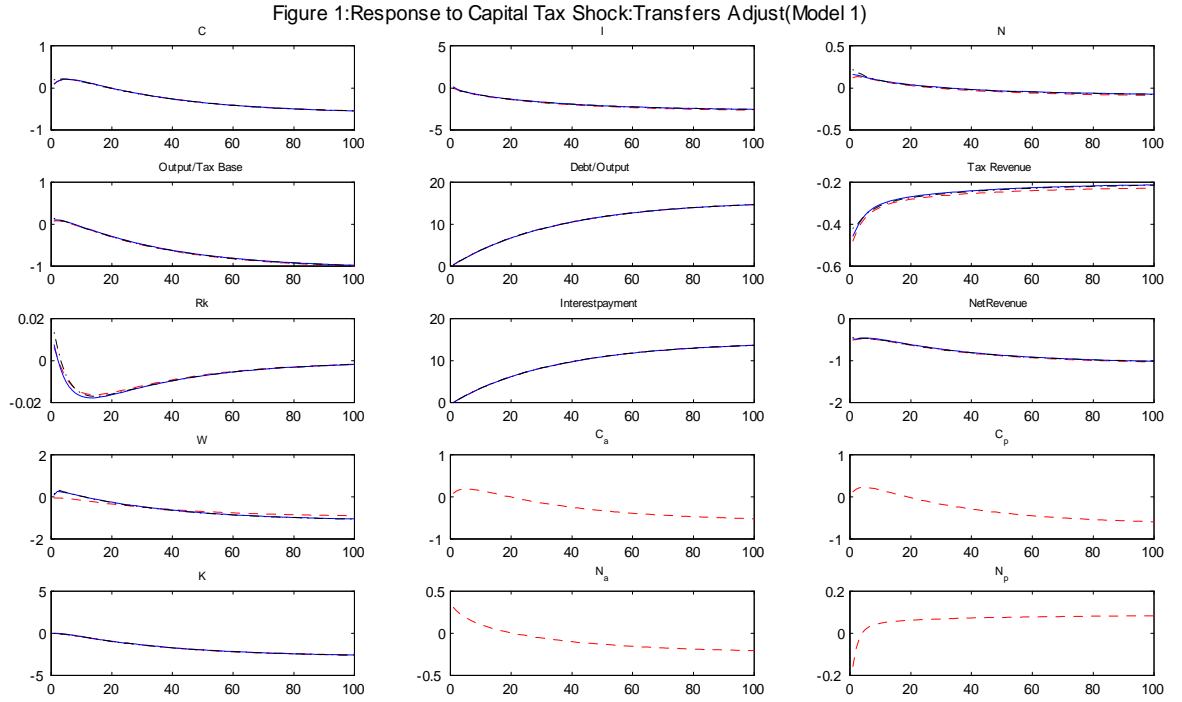 Figure 1:Response to Capital Tax Shock:Transfers Adjust(Model 1)
C
1
0
-1
0 20 40 60 80 100
I
5
0
-5
0 20 40 60 80 100
N
0.5
0
-0.5
0 20 40 60 80 100
Output/Tax Base
1
0
-1
0 20 40 60 80 100
Debt/Output
20
10
0
0 20 40 60 80 100
Tax Revenue
-0.2
-0.4
-0.6
0 20 40 60 80 100
Rk
0.02
0
-0.02
0 20 40 60 80 100
Interestpayment
20
10
0
0 20 40 60 80 100
NetRevenue
0
-1
-2
0 20 40 60 80 100
W
2
0
-2
0 20 40 60 80 100
C_a
1
0
-1
0 20 40 60 80 100
C_p
1
0
-1
0 20 40 60 80 100
K
5
0
-5
0 20 40 60 80 100
N_a
0.5
0
-0.5
0 20 40 60 80 100
N_p
0.2
0
-0.2
0 20 40 60 80 100